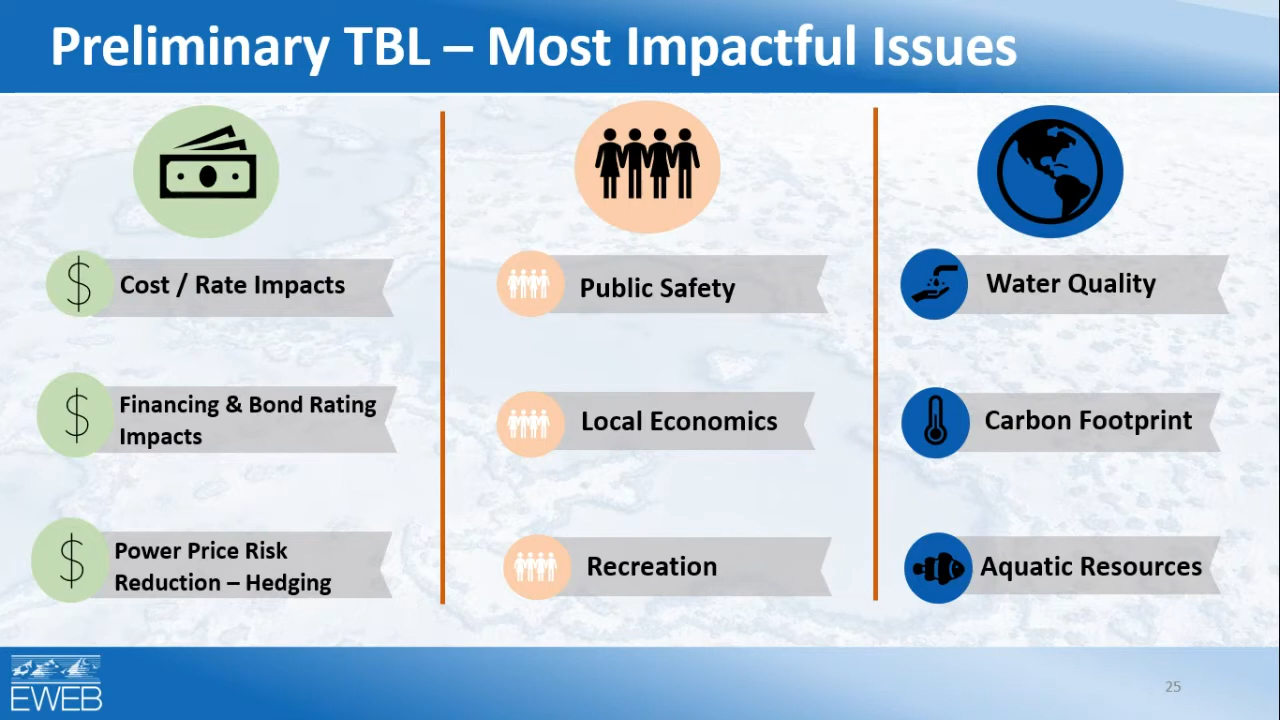 Preliminary TBL – Most Impactful Issues
$ Cost / Rate Impacts
$ Financing & Bond Rating
Impacts
$ Power Price Risk
Reduction – Hedging
Public Safety
Local Economics
Recreation
Water Quality
Carbon Footprint
Aquatic Resources
EWEB
25